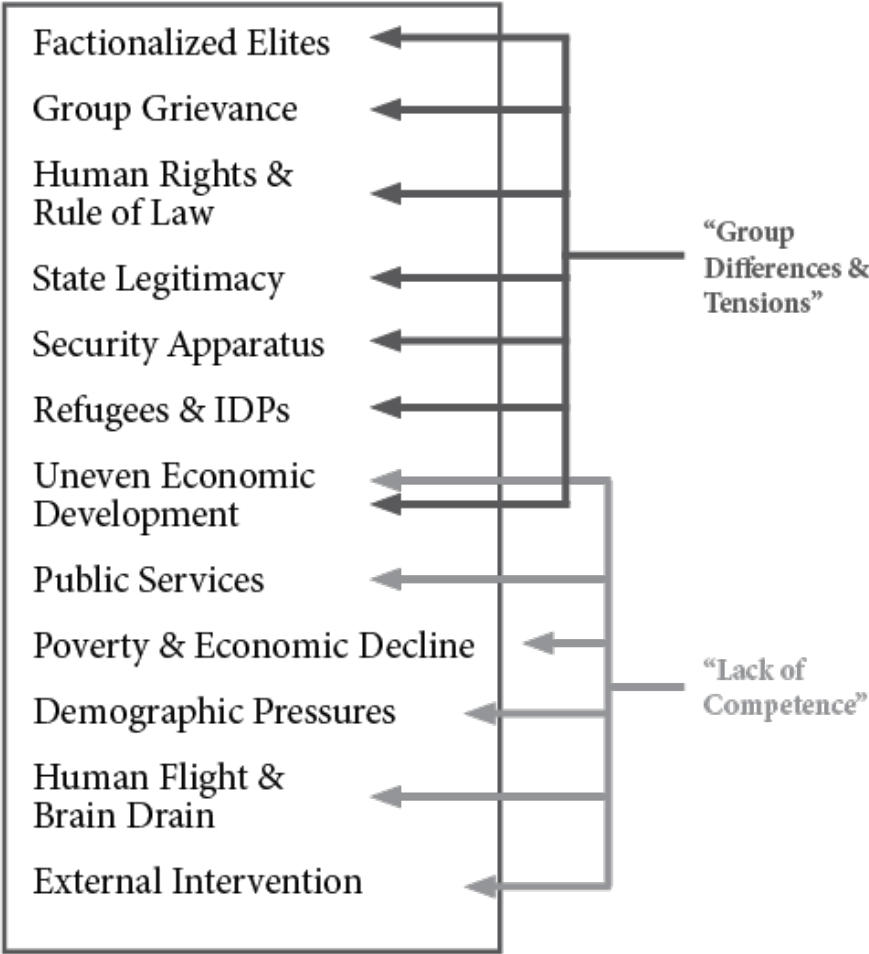 Factionalized Elites
Group Grievance
Human Rights &
Rule of Law
State Legitimacy
Security Apparatus
Refugees & IDPs
Uneven Economic
Development
Public Services
Poverty & Economic Decline
Demographic Pressures
Human Flight &
Brain Drain
External Intervention
“Group
Differences &
Tensions”
“Lack of
Competence”